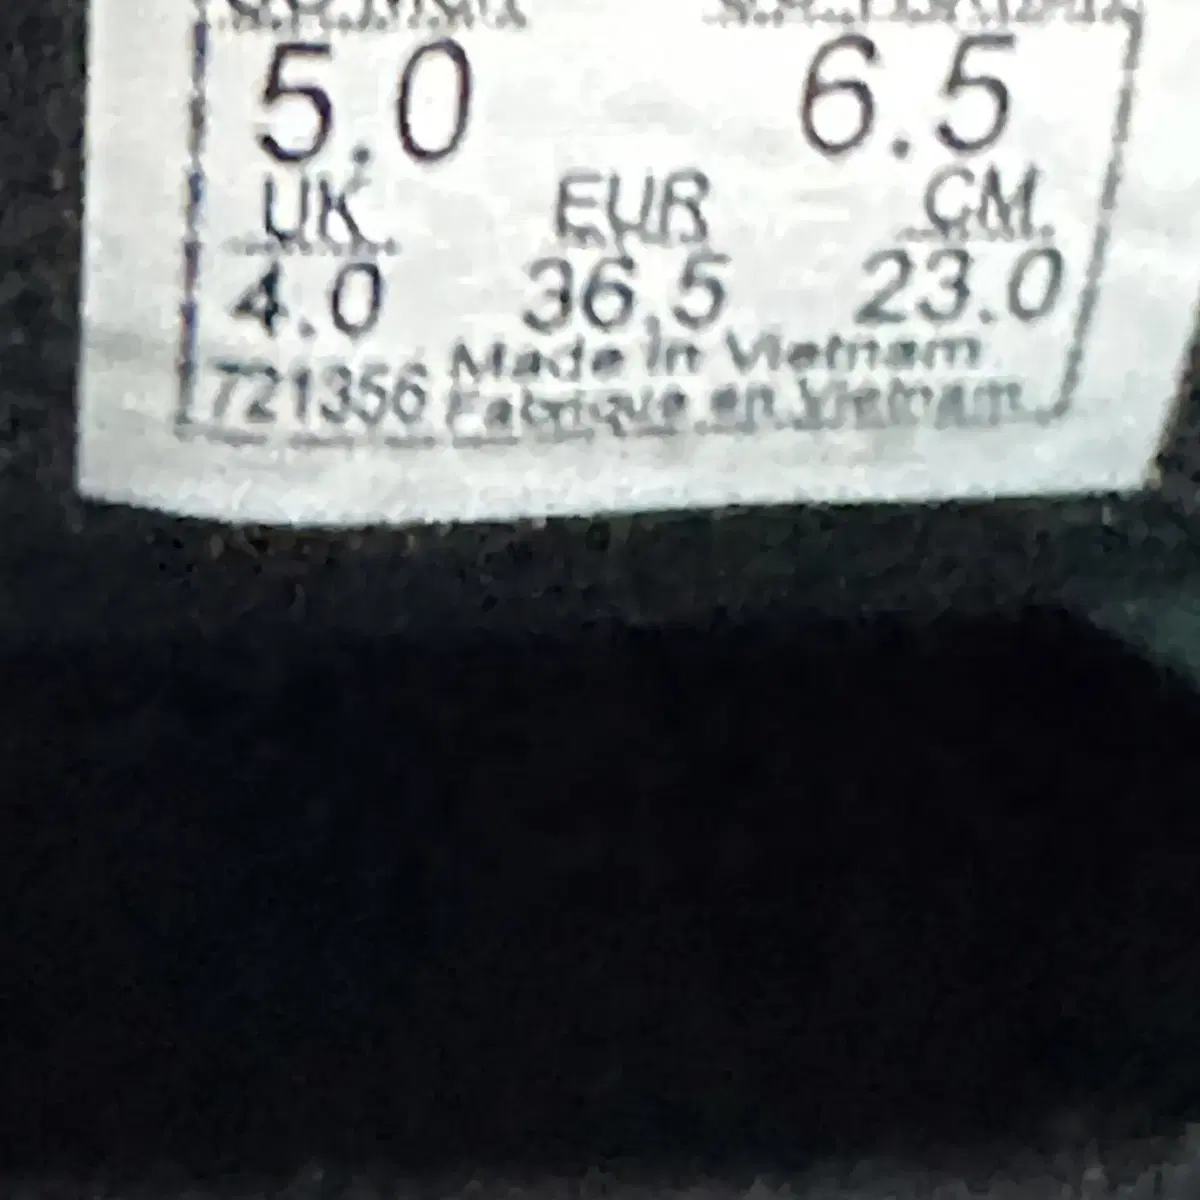 5.0 6.5
UK EUR CM
4.0 36.5 23.0
721356 Made in Vietnam
Fabrique en Vietnam